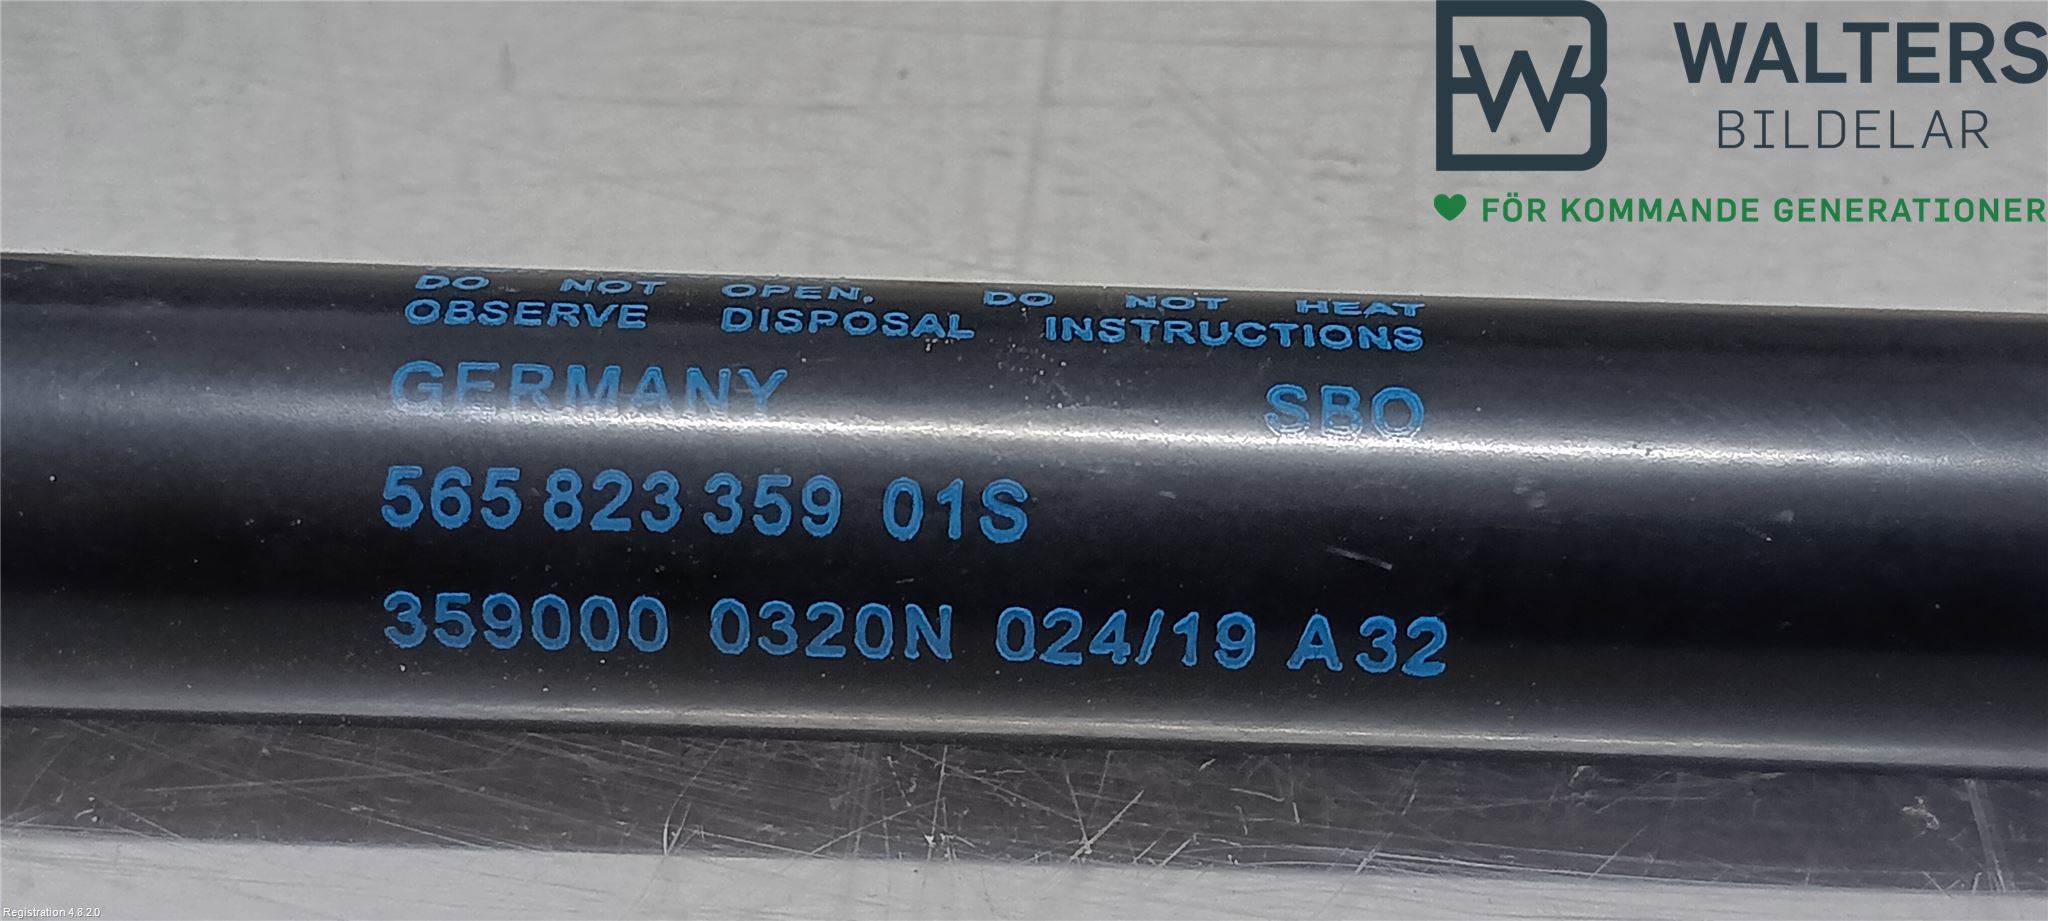 WALTERS
BILDELAR
FÖR KOMMANDE GENERATIONER
DO NOT OPEN. DO NOT HEAT
OBSERVE DISPOSAL INSTRUCTIONS
GERMANY SBO
565 823 359 01S
359000 0320N 024/19 A32
Registration 4.8.2.0